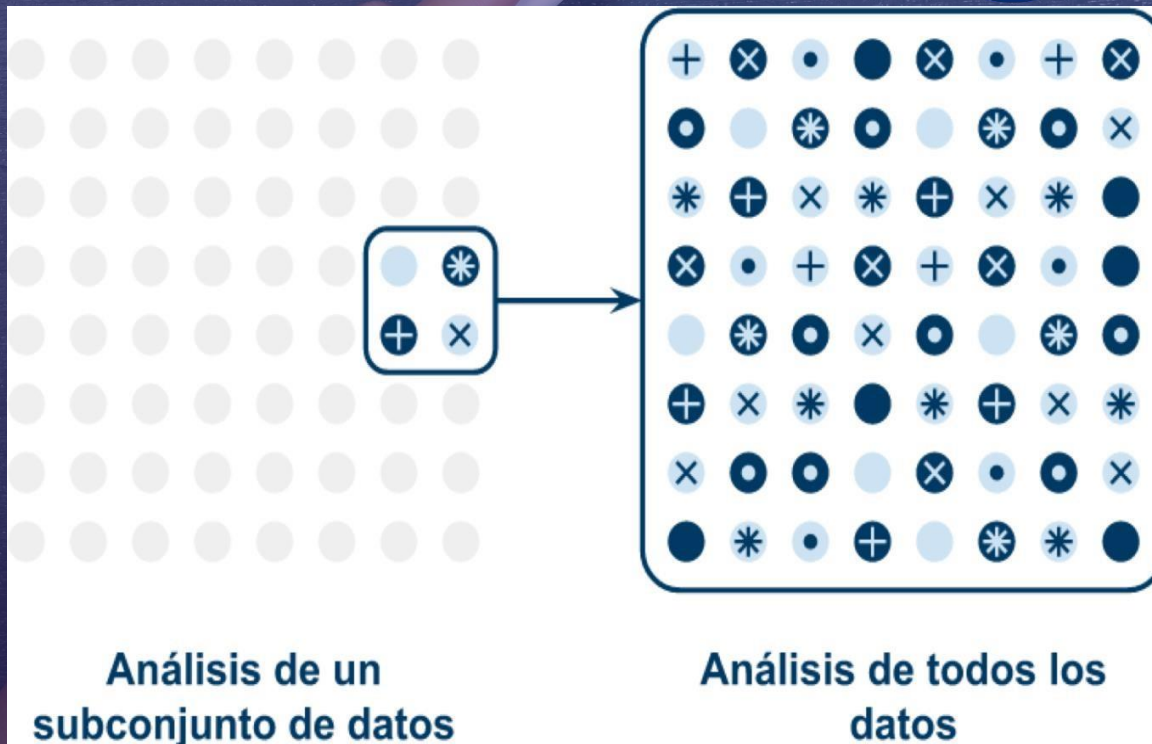 Análisis de un
subconjunto de datos
Análisis de todos los
datos